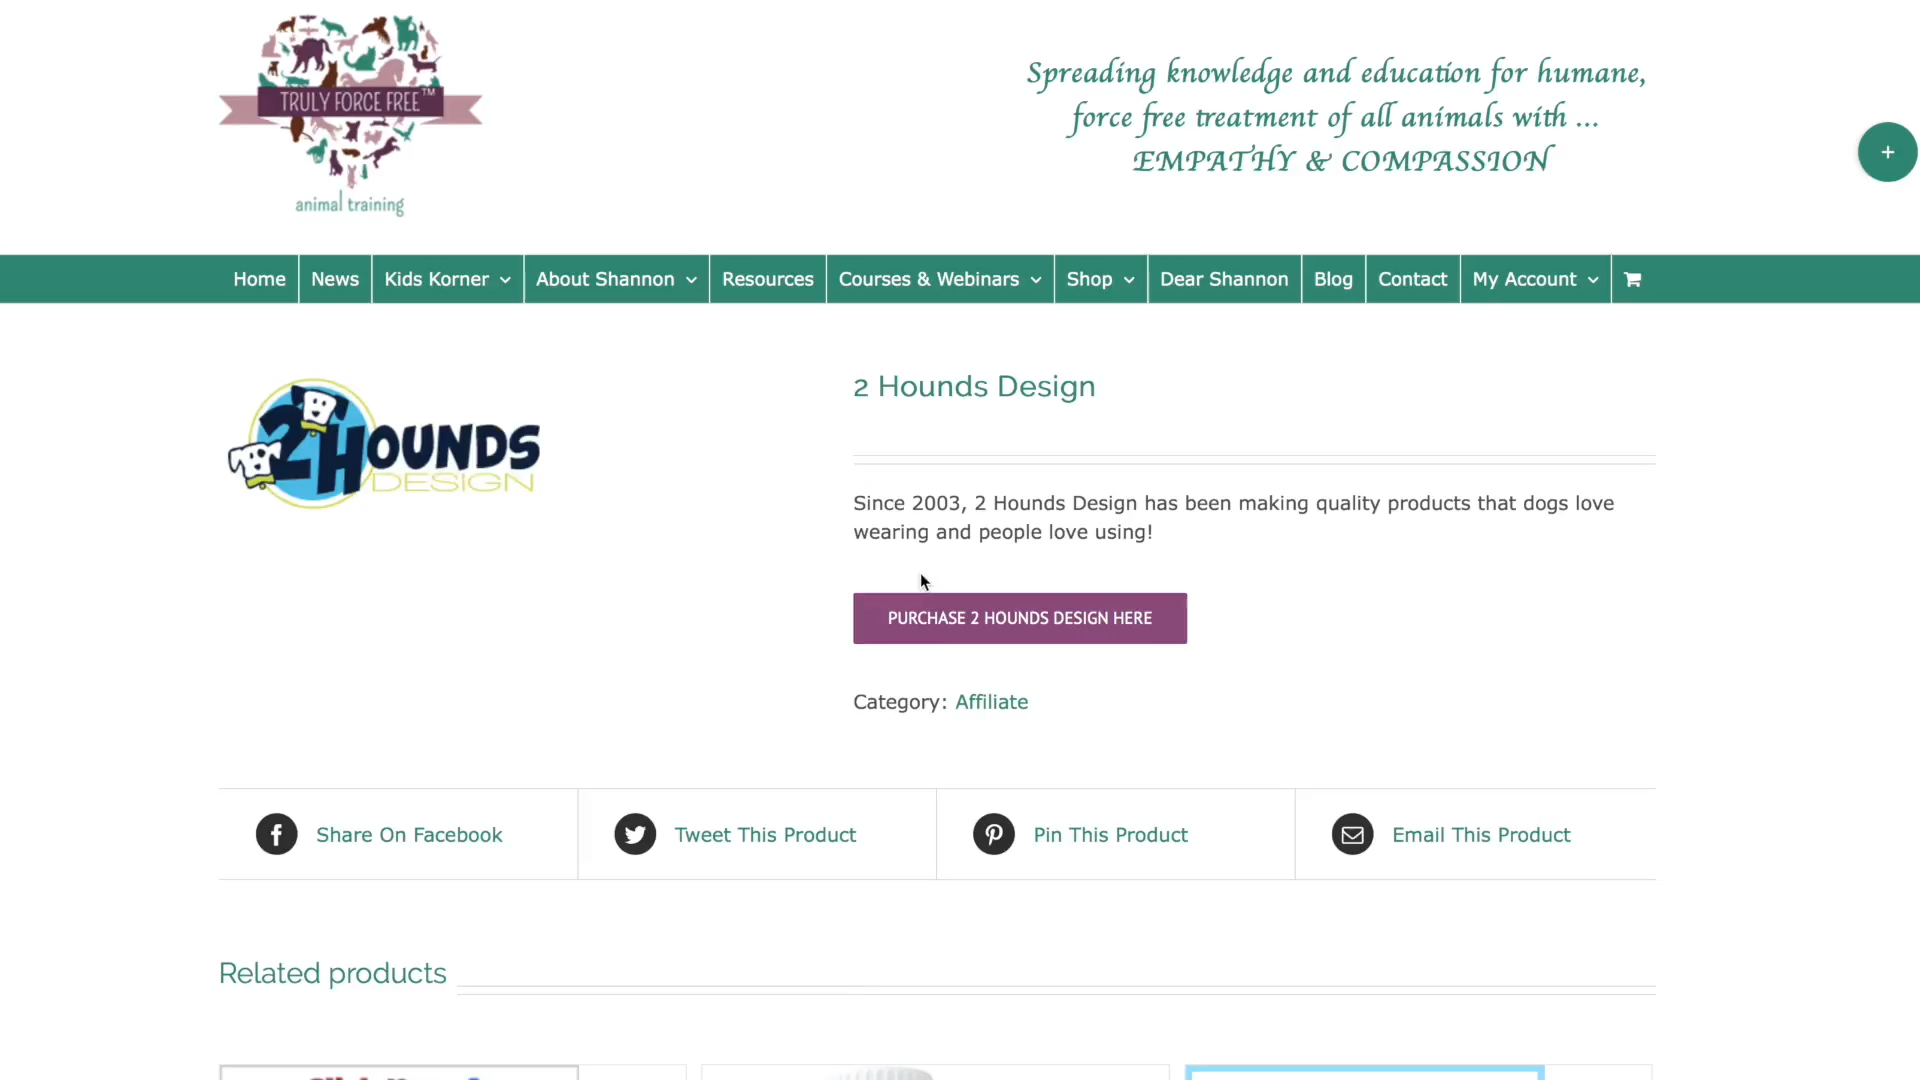 TRULY FORCE FREE™
animal training
Spreading knowledge and education for humane,
force free treatment of all animals with ...
EMPATHY & COMPASSION
+
Home News Kids Korner About Shannon Resources Courses & Webinars Shop Dear Shannon Blog Contact My Account
2 HOUNDS
DESIGN
2 Hounds Design
Since 2003, 2 Hounds Design has been making quality products that dogs love
wearing and people love using!
PURCHASE 2 HOUNDS DESIGN HERE
Category: Affiliate
Share On Facebook Tweet This Product Pin This Product Email This Product
Related products